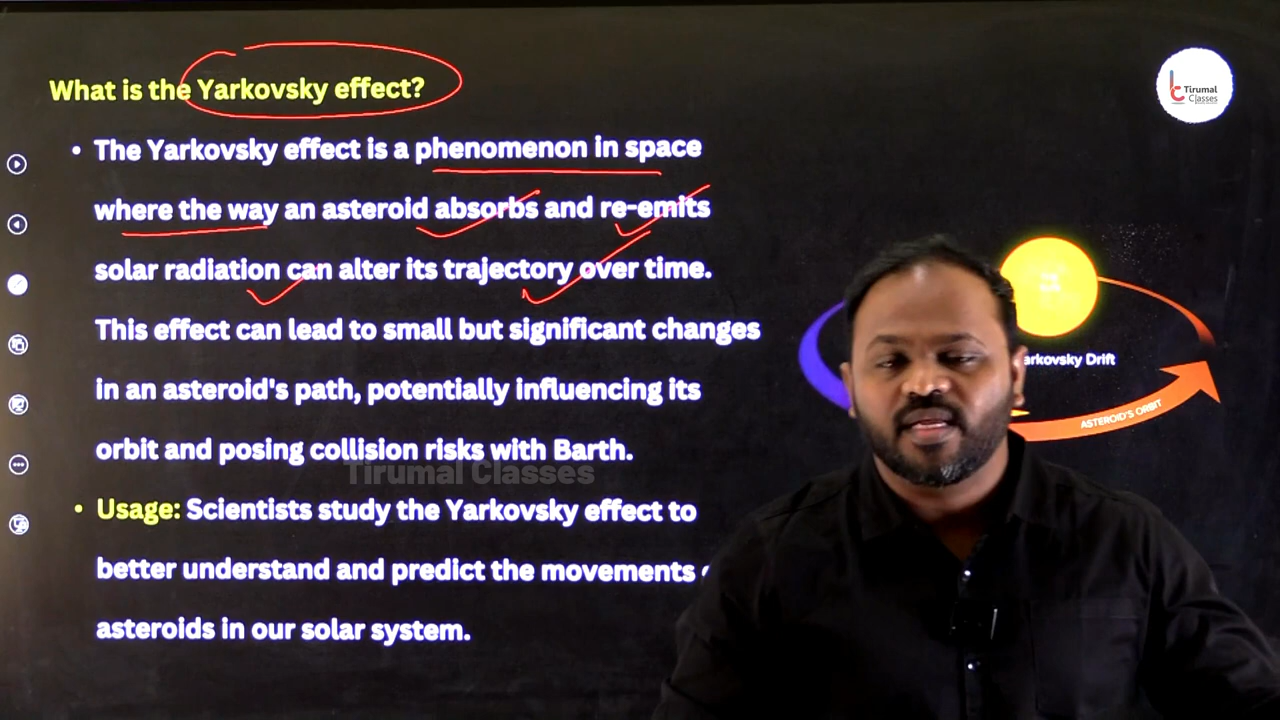 What is the Yarkovsky effect?
• The Yarkovsky effect is a phenomenon in space
where the way an asteroid absorbs and re-emits
solar radiation can alter its trajectory over time.
This effect can lead to small but significant changes
in an asteroid's path, potentially influencing its
orbit and posing collision risks with Barth.
• Usage: Scientists study the Yarkovsky effect to
better understand and predict the movements
asteroids in our solar system.
Tirumal Classes
Tirumal
Classes
arkovsky Drift
ASTEROID'S ORBIT